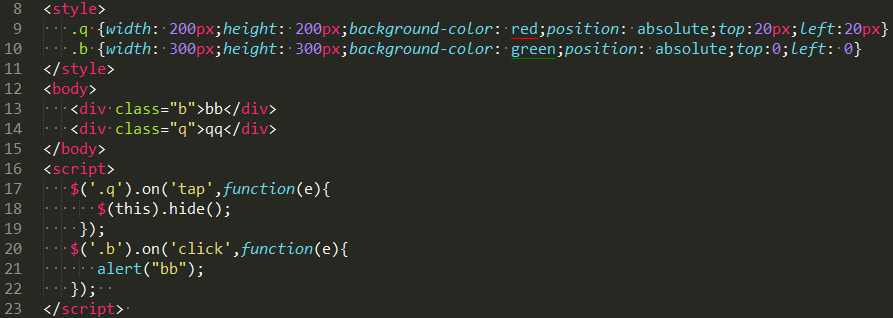 8 <style>
9 .q {width: 200px;height: 200px;background-color: red;position: absolute;top:20px;left:20px}
10 .b {width: 300px;height: 300px;background-color: green;position: absolute;top:0;left: 0}
11 </style>
12 <body>
13 <div class="b">bb</div>
14 <div class="q">qq</div>
15 </body>
16 <script>
17 $('.q').on('tap',function(e){
18 $(this).hide();
19 });
20 $('.b').on('click',function(e){
21 alert("bb");
22 });
23 </script>